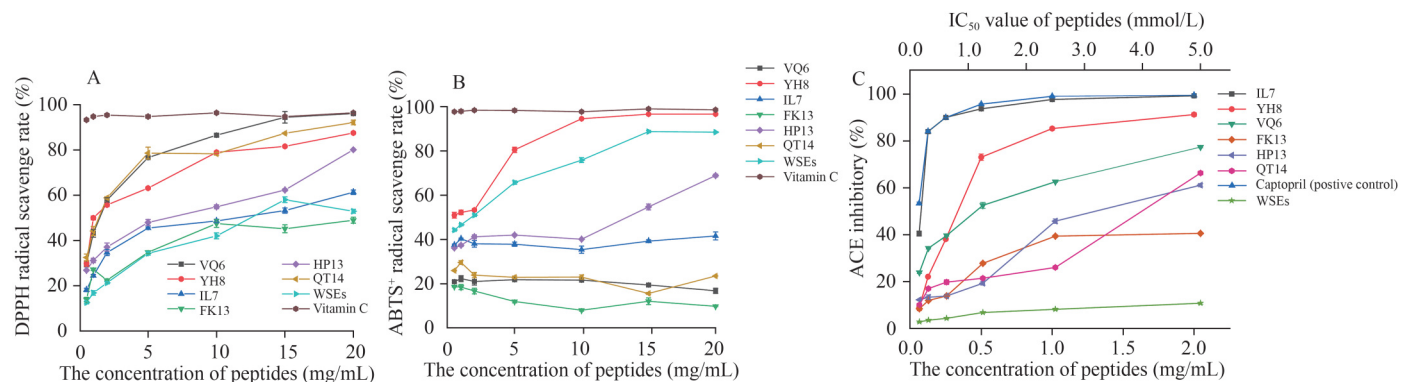 A
DPPH radical scavenge rate (%)
100
80
60
40
20
0
VQ6
YH8
IL7
FK13
HP13
QT14
WSEs
Vitamin C
0
5
10
15
20
The concentration of peptides (mg/mL)
B
ABTS⁺ radical scavenge rate (%)
100
80
60
40
20
0
0
5
10
15
20
The concentration of peptides (mg/mL)
VQ6
YH8
IL7
FK13
HP13
QT14
WSEs
Vitamin C
IC₅₀ value of peptides (mmol/L)
0.0
1.0
2.0
3.0
4.0
5.0
C
ACE inhibitory (%)
100
80
60
40
20
0
0.0
0.5
1.0
1.5
2.0
The concentration of peptides (mg/mL)
IL7
YH8
VQ6
FK13
HP13
QT14
Captopril (postive control)
WSEs